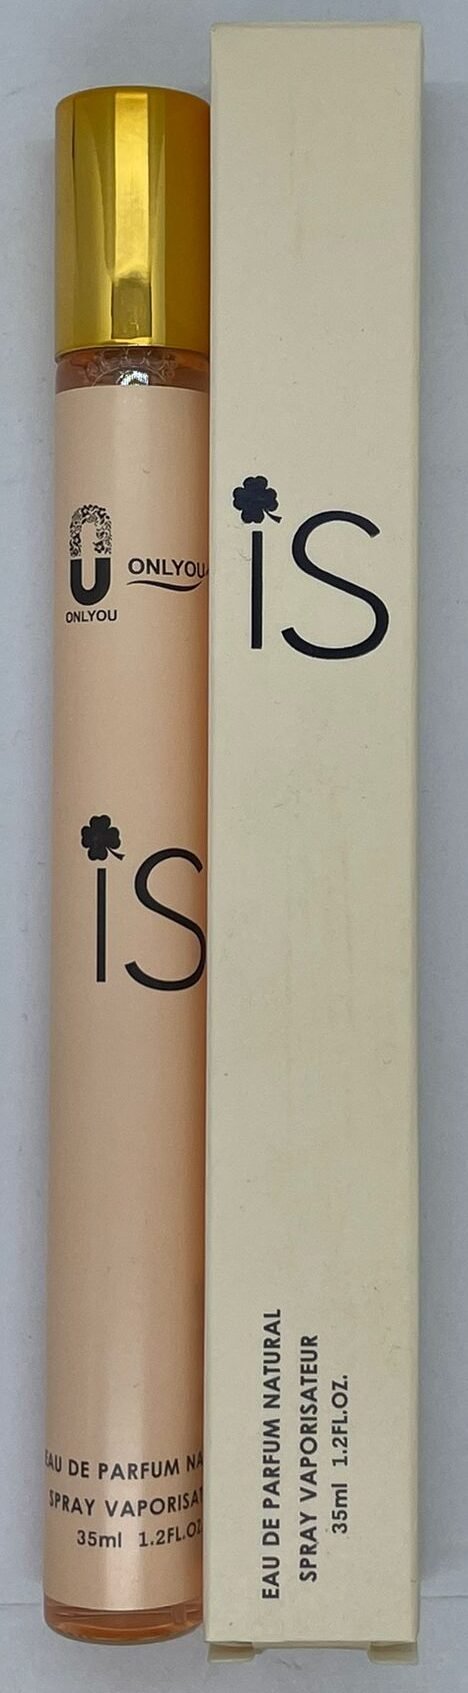 ONLYOU
ONLYOU
iS
EAU DE PARFUM NA
SPRAY VAPORISAT
35ml 1.2FL.OZ
iS
EAU DE PARFUM NATURAL
SPRAY VAPORISATEUR
35ml 1.2FL.OZ.